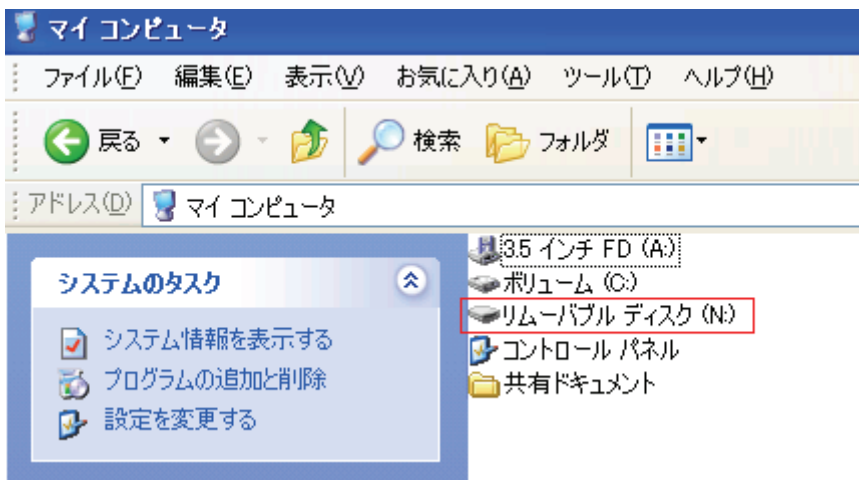 マイ コンピュータ
ファイル(F) 編集(E) 表示(V) お気に入り(A) ツール(T) ヘルプ(H)
戻る 検索 フォルダ
アドレス(D) マイ コンピュータ
システムのタスク
システム情報を表示する
プログラムの追加と削除
設定を変更する
3.5 インチ FD (A:)
ボリューム (C:)
リムーバブル ディスク (N:)
コントロール パネル
共有ドキュメント